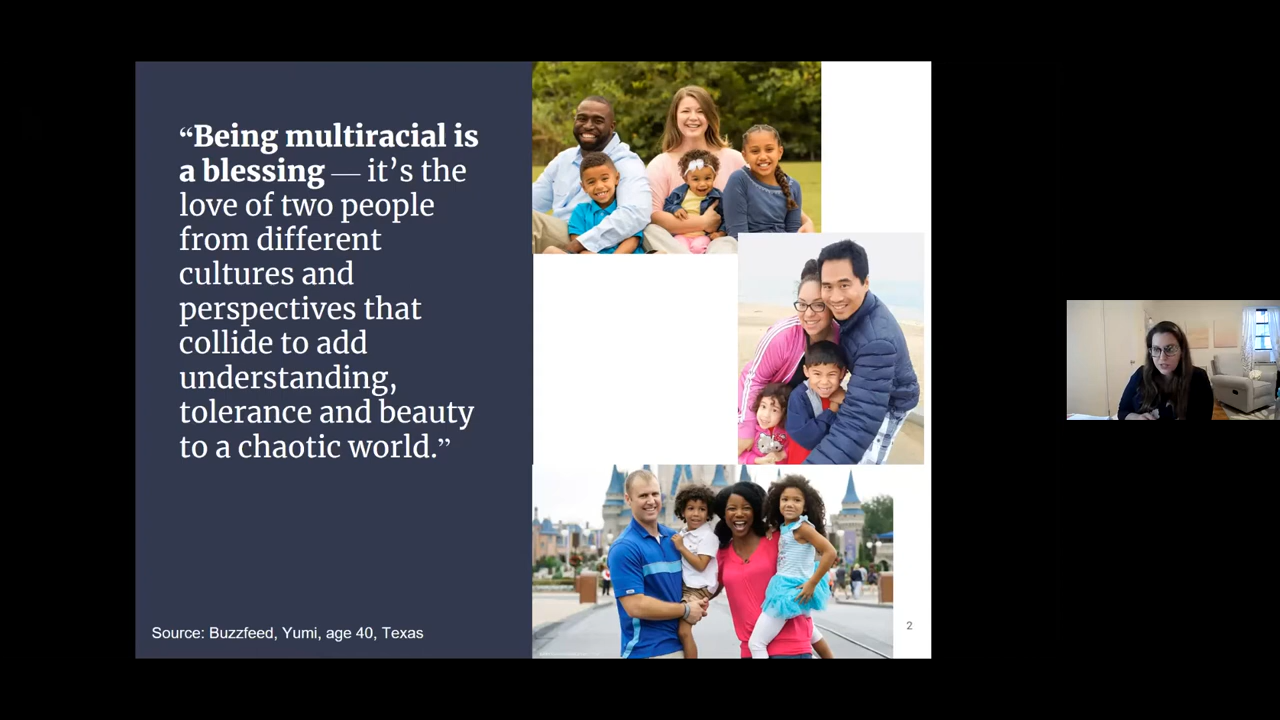 “Being multiracial is
a blessing — it’s the
love of two people
from different
cultures and
perspectives that
collide to add
understanding,
tolerance and beauty
to a chaotic world.”
Source: Buzzfeed, Yumi, age 40, Texas
2